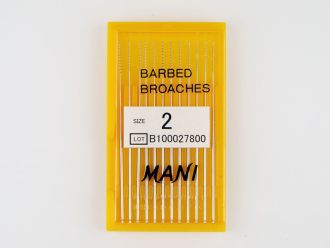 BARBED
BROACHES
SIZE 2
LOT B100027800
MANI